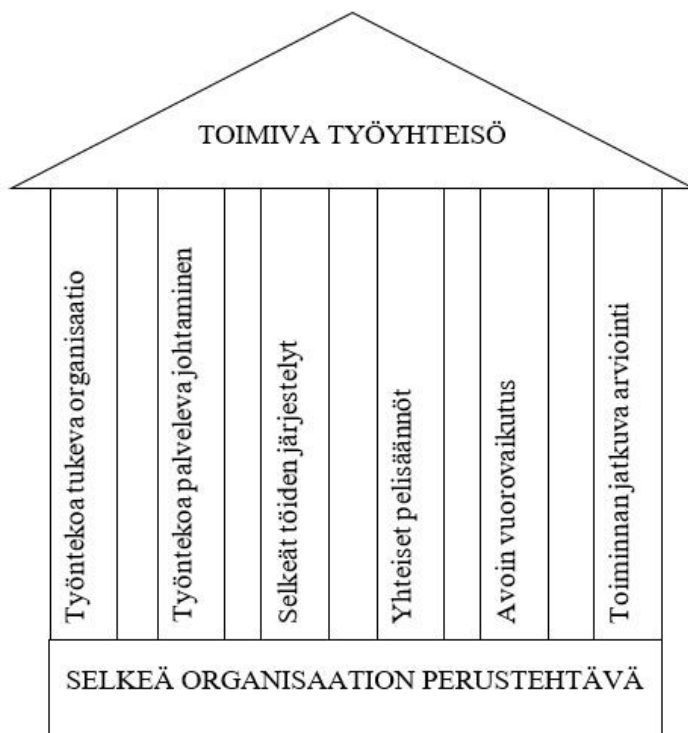 TOIMIVA TYÖYHTEISÖ
Työntekoa tukeva organisaatio
Työntekoa palveleva johtaminen
Selkeät töiden järjestelyt
Yhteiset pelisäännöt
Avoin vuorovaikutus
Toiminnan jatkuva arviointi
SELKEÄ ORGANISAATION PERUSTEHTÄVÄ